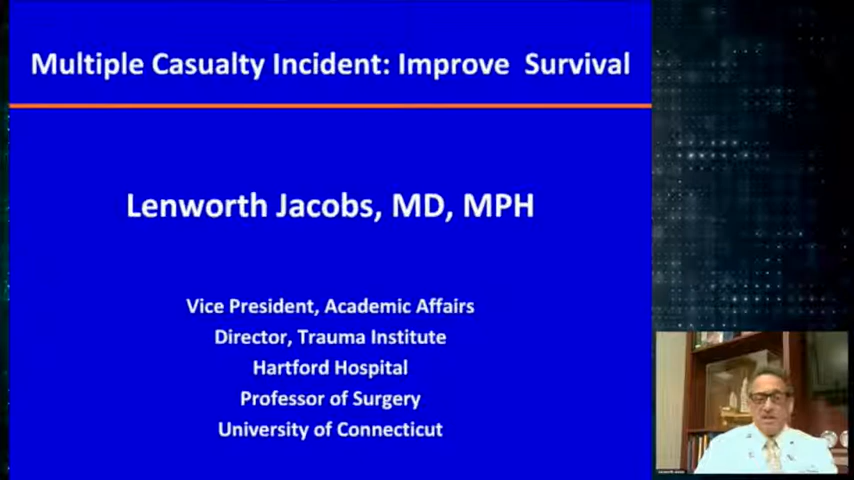 Multiple Casualty Incident: Improve Survival
Lenworth Jacobs, MD, MPH
Vice President, Academic Affairs
Director, Trauma Institute
Hartford Hospital
Professor of Surgery
University of Connecticut